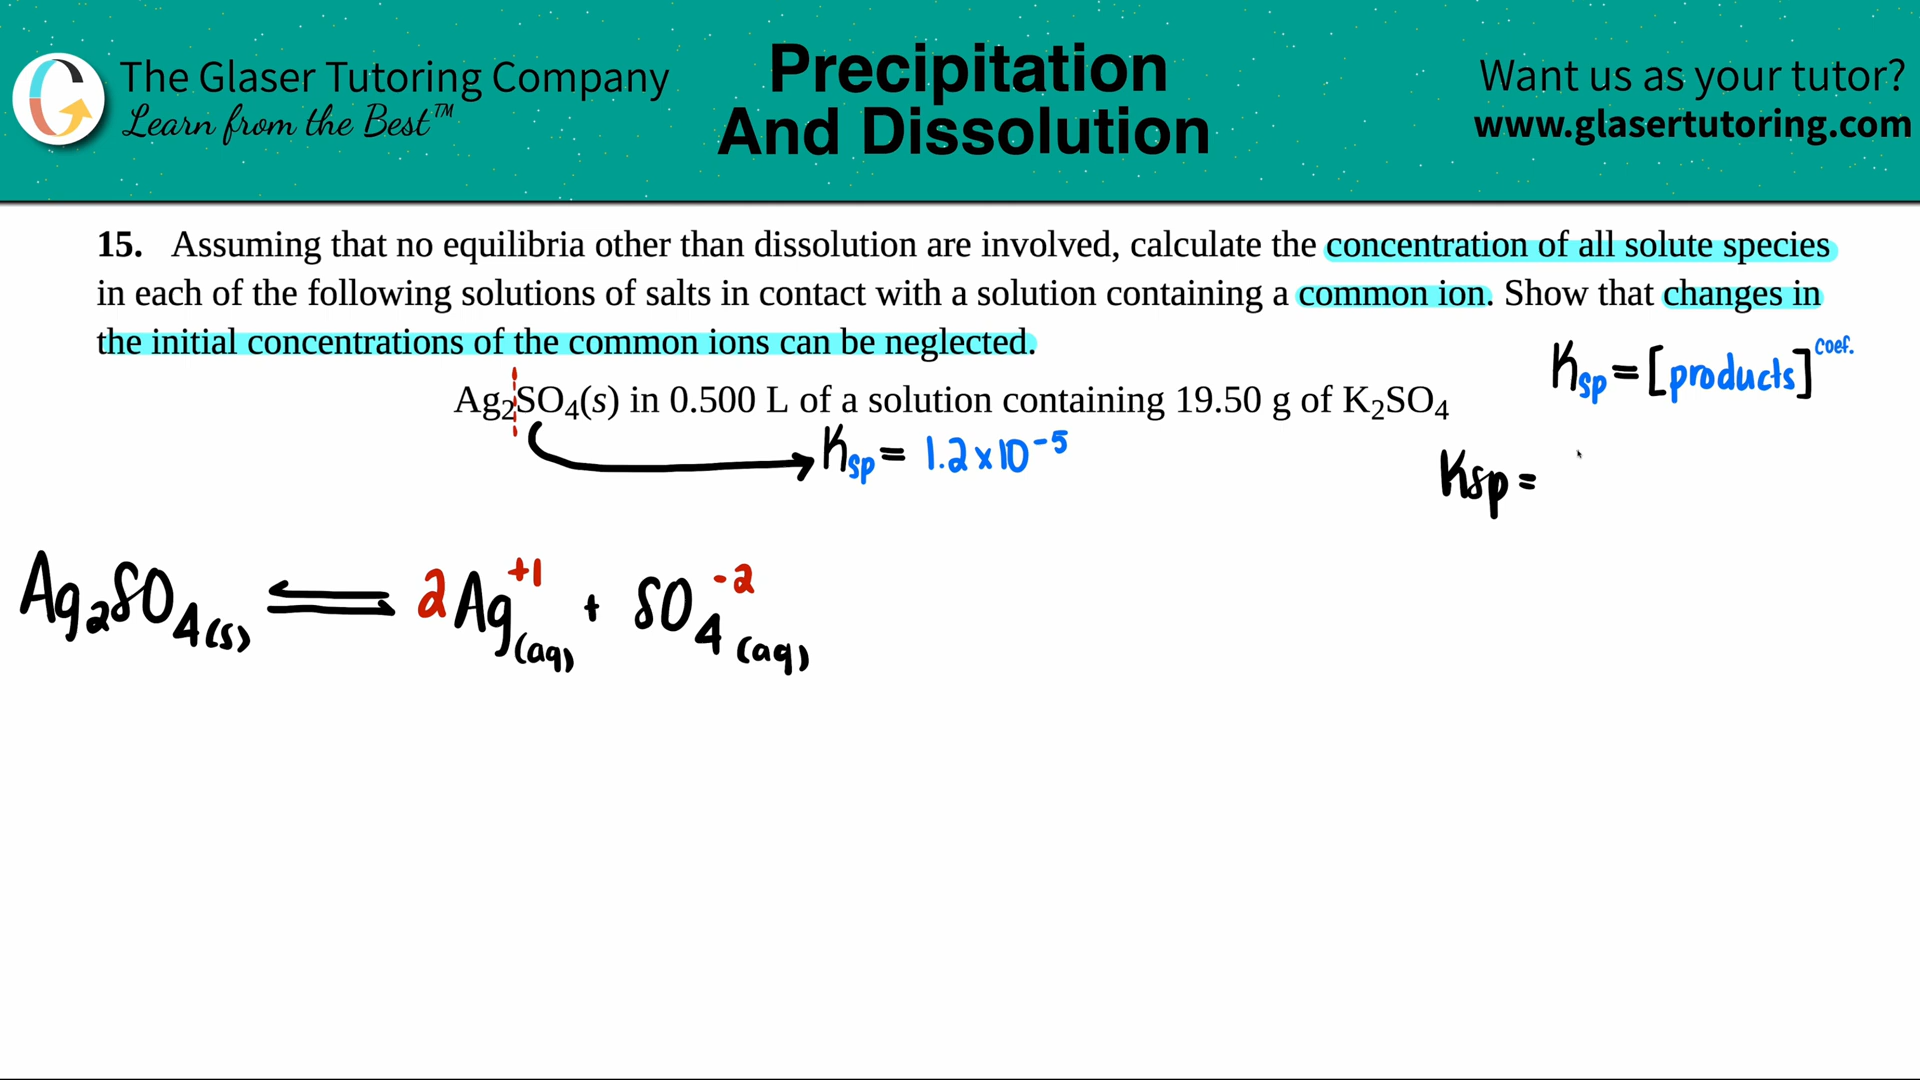 The Glaser Tutoring Company
Learn from the Best™
Precipitation
And Dissolution
Want us as your tutor?
www.glasertutoring.com
15. Assuming that no equilibria other than dissolution are involved, calculate the concentration of all solute species
in each of the following solutions of salts in contact with a solution containing a common ion. Show that changes in
the initial concentrations of the common ions can be neglected.
Ag₂SO₄(s) in 0.500 L of a solution containing 19.50 g of K₂SO₄
Ksp = [products]^coef.
Ksp = 1.2x10⁻⁵
Ksp =
Ag₂SO₄(s) ⇌ 2Ag⁺¹(aq) + SO₄⁻²(aq)